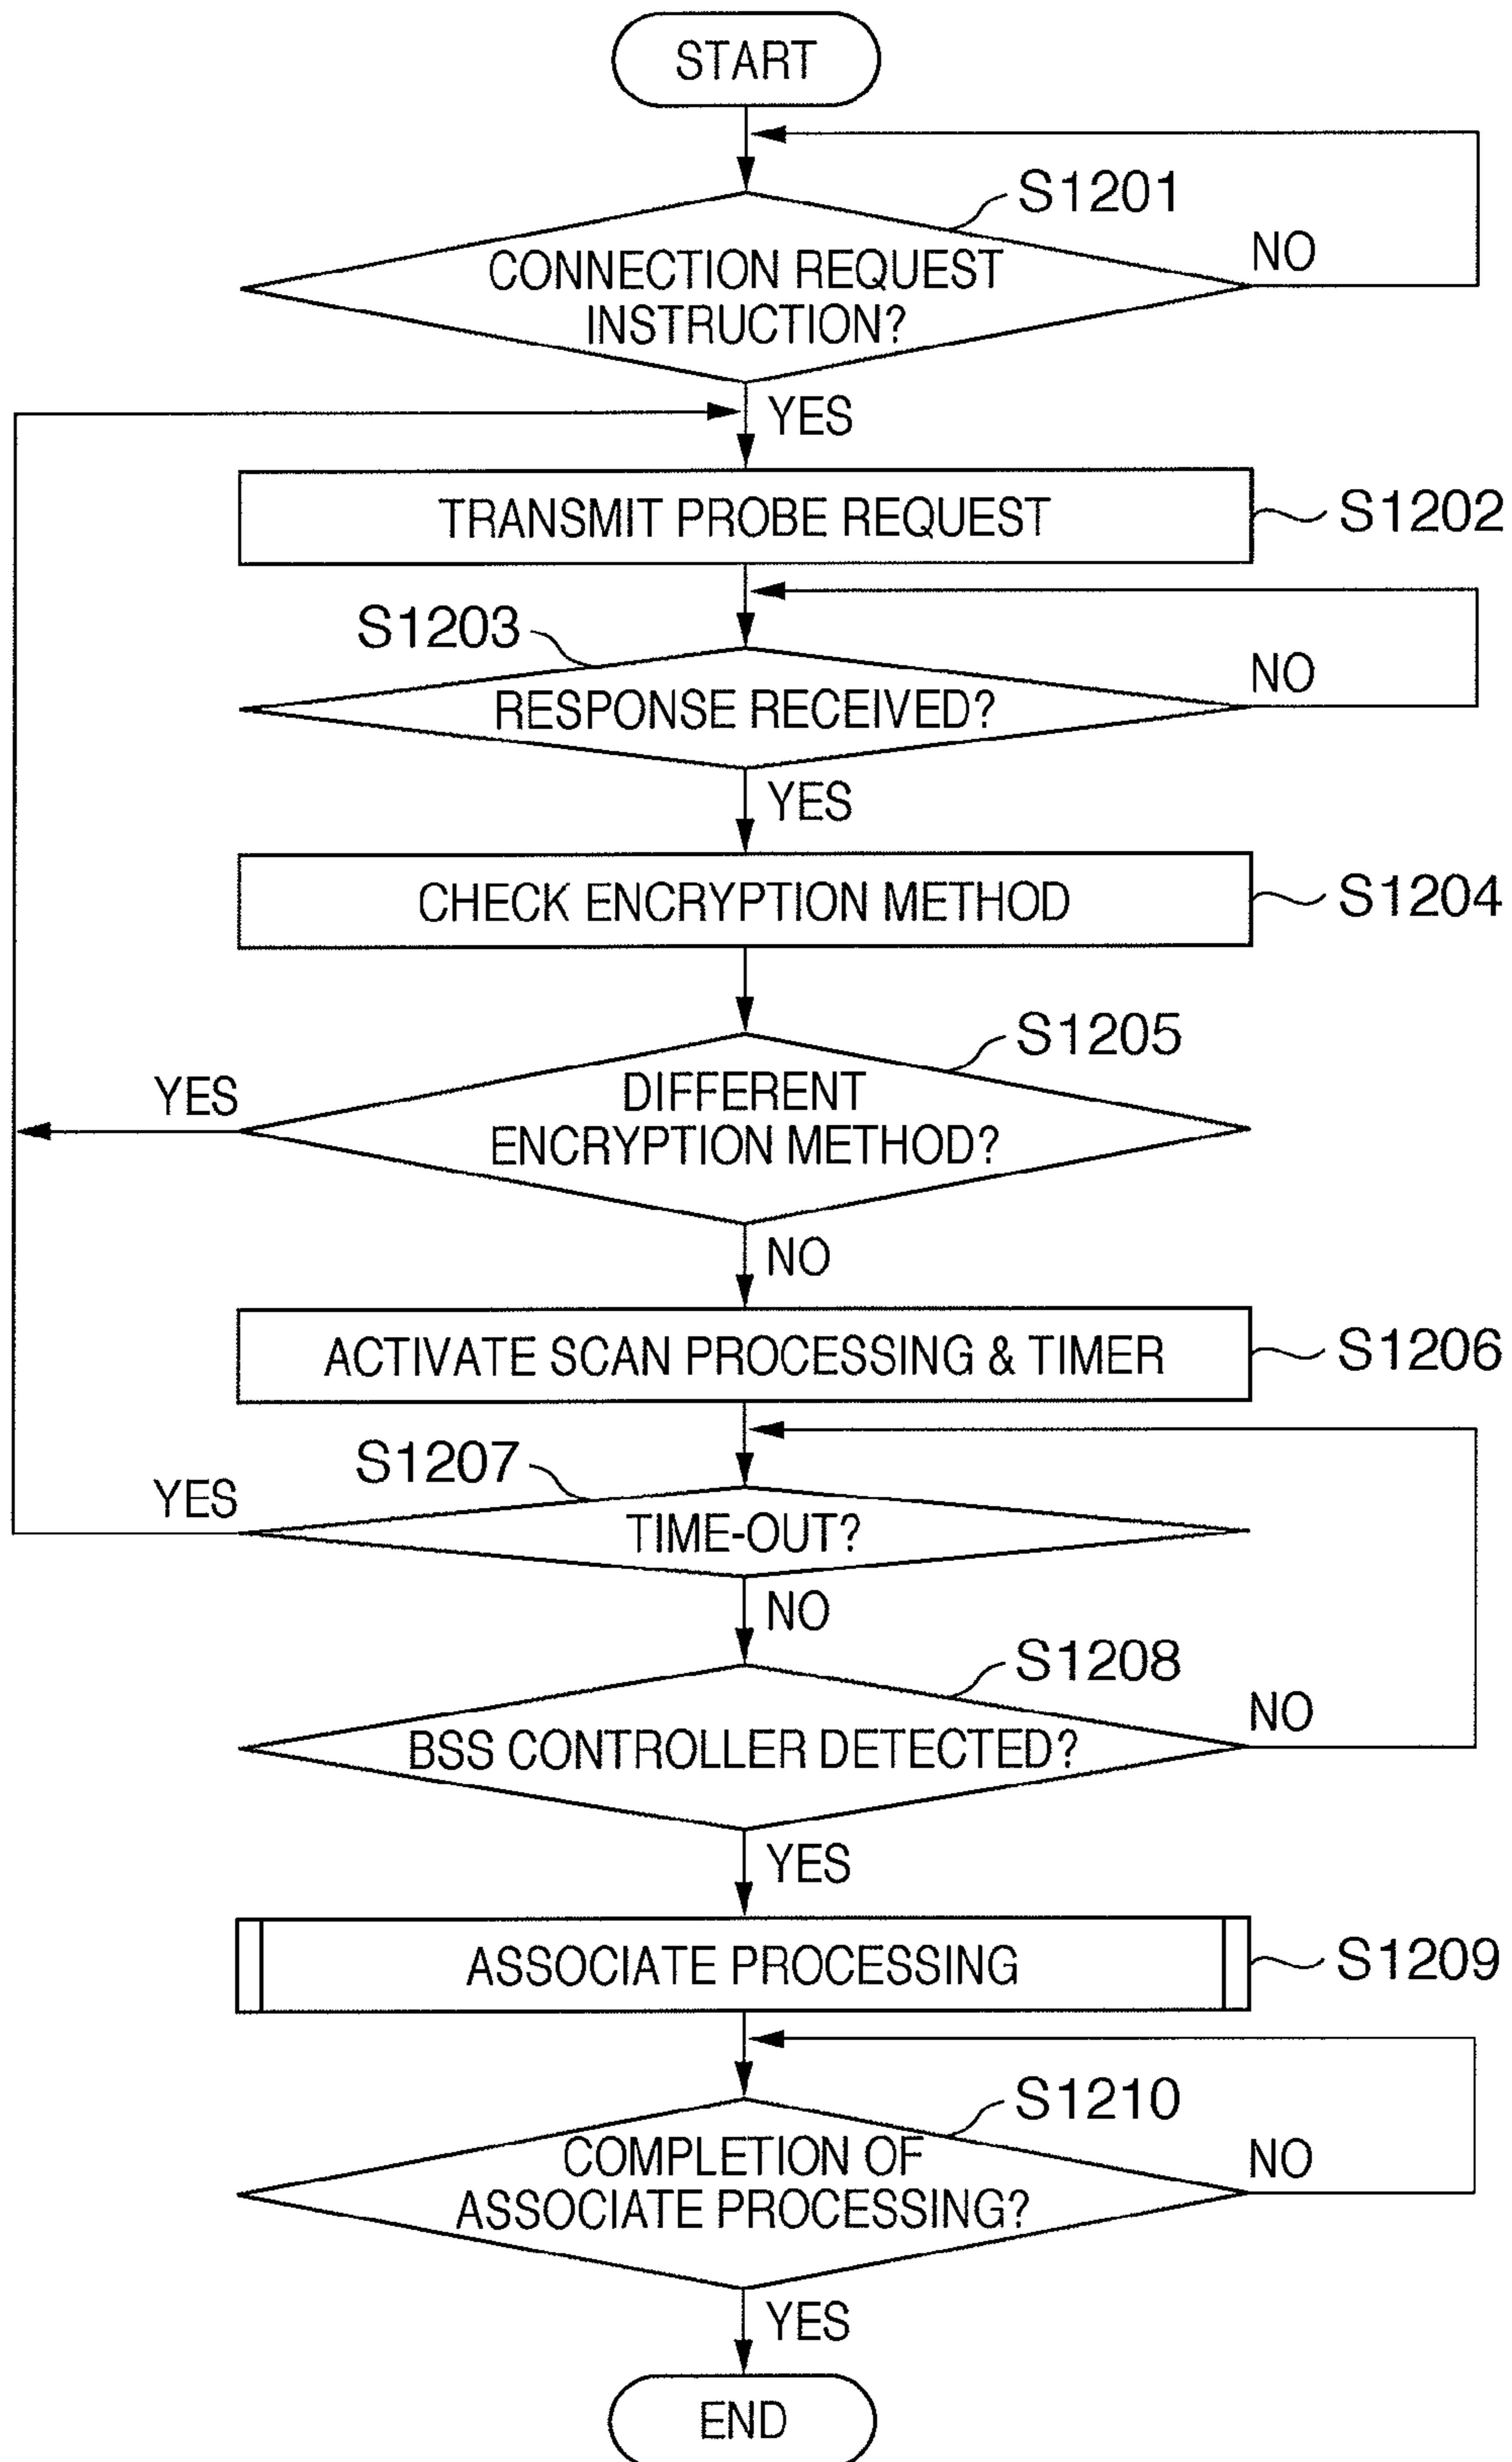 START
S1201
CONNECTION REQUEST
INSTRUCTION?
NO
YES
TRANSMIT PROBE REQUEST
S1202
S1203
RESPONSE RECEIVED?
NO
YES
CHECK ENCRYPTION METHOD
S1204
S1205
DIFFERENT
ENCRYPTION METHOD?
YES
NO
ACTIVATE SCAN PROCESSING & TIMER
S1206
S1207
YES
TIME-OUT?
NO
S1208
BSS CONTROLLER DETECTED?
NO
YES
ASSOCIATE PROCESSING
S1209
S1210
COMPLETION OF
ASSOCIATE PROCESSING?
NO
YES
END